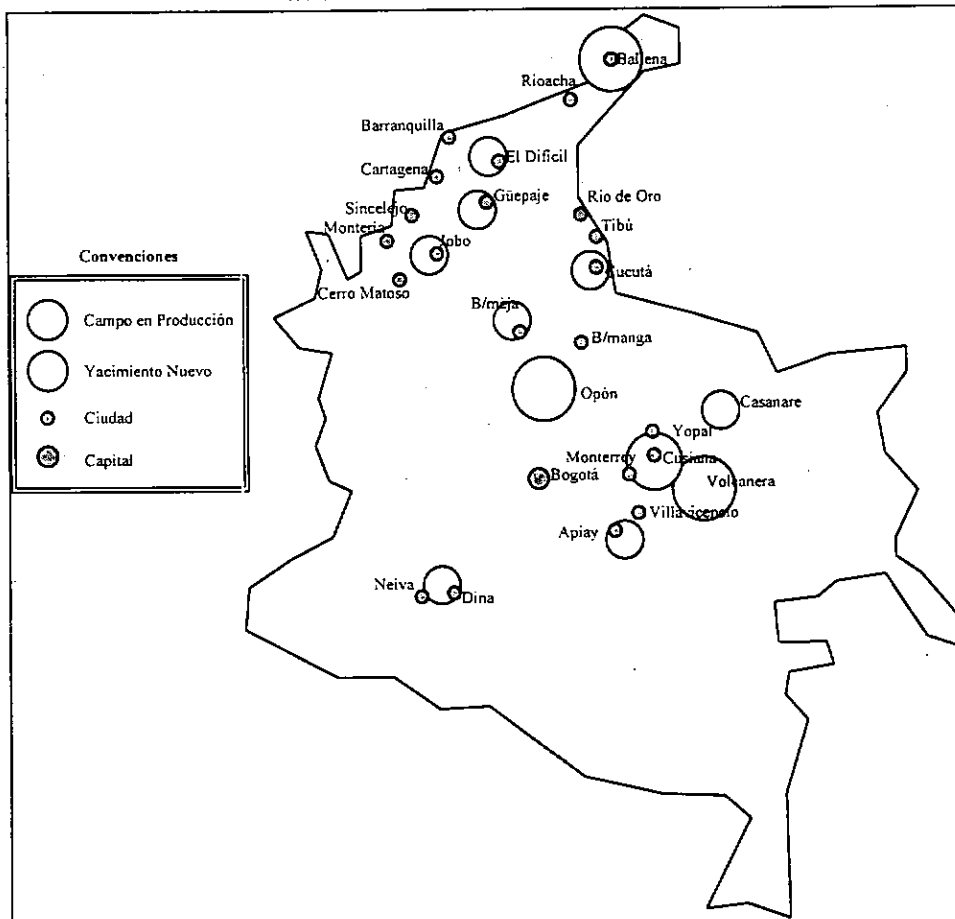 Ballena
Rioacha
Barranquilla
El Dificil
Cartagena
Güepaje
Rio de Oro
Sincelejo
Tibú
Montería
Jobo
Convenciones
Cucutá
Cerro Matoso
B/meja
Campo en Producción
B/manga
Yacimiento Nuevo
Opón
Casanare
Ciudad
Yopal
Capital
Monterrey
Cusiana
Bogotá
Volcanera
Villavicencio
Apiay
Neiva
Dina